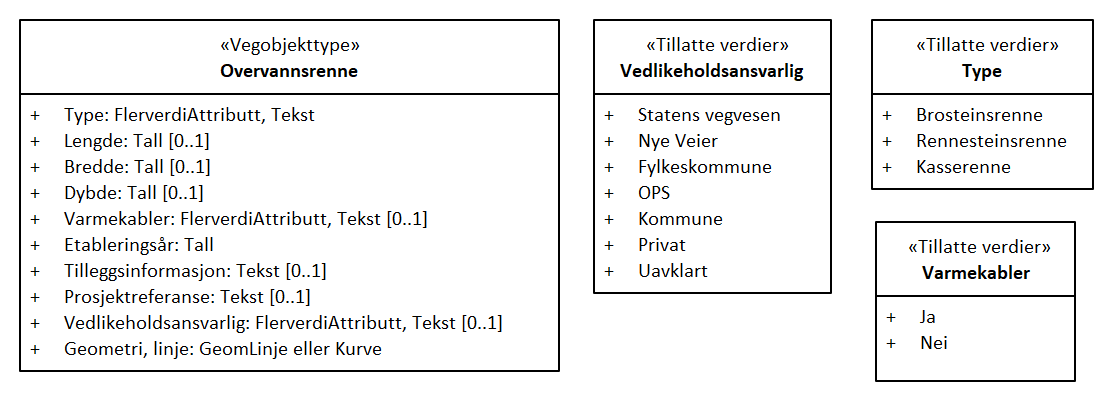 «Vegobjekttype»
Overvannsrenne
+ Type: FlerverdiAttributt, Tekst
+ Lengde: Tall [0..1]
+ Bredde: Tall [0..1]
+ Dybde: Tall [0..1]
+ Varmekabler: FlerverdiAttributt, Tekst [0..1]
+ Etableringsår: Tall
+ Tilleggsinformasjon: Tekst [0..1]
+ Prosjektreferanse: Tekst [0..1]
+ Vedlikeholdsansvarlig: FlerverdiAttributt, Tekst [0..1]
+ Geometri, linje: GeomLinje eller Kurve
«Tillatte verdier»
Vedlikeholdsansvarlig
+ Statens vegvesen
+ Nye Veier
+ Fylkeskommune
+ OPS
+ Kommune
+ Privat
+ Uavklart
«Tillatte verdier»
Type
+ Brosteinsrenne
+ Rennesteinsrenne
+ Kasserenne
«Tillatte verdier»
Varmekabler
+ Ja
+ Nei